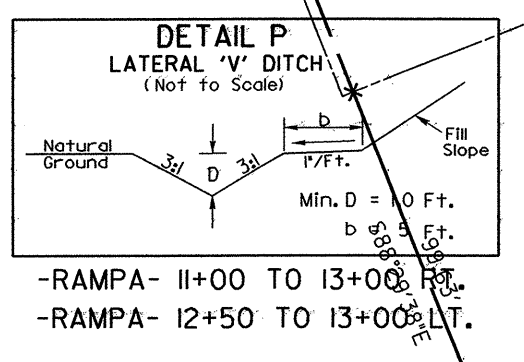 DETAIL P
LATERAL 'V' DITCH
(Not to Scale)
b
Natural
Ground
3:1
D
3:1
1"/Ft.
Fill
Slope
Min. D = 1.0 Ft.
b = 5 Ft.
-RAMPA- 11+00 TO 13+00 RT.
-RAMPA- 12+50 TO 13+00 LT.